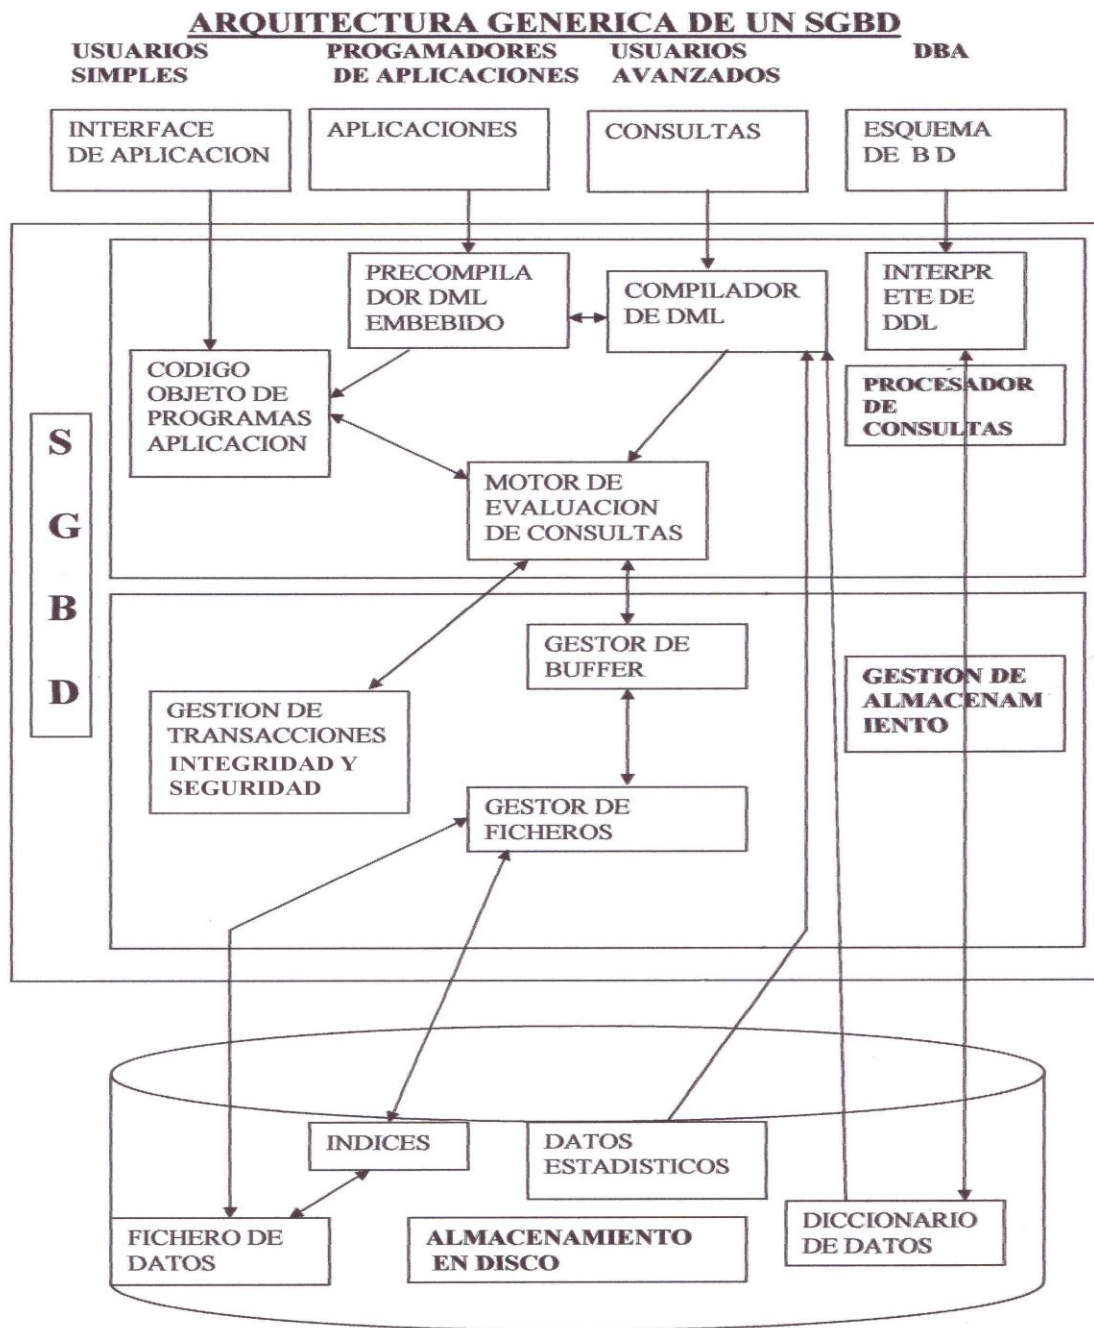 ARQUITECTURA GENERICA DE UN SGBD
USUARIOS
SIMPLES
PROGAMADORES
DE APLICACIONES
USUARIOS
AVANZADOS
DBA
INTERFACE
DE APLICACION
APLICACIONES
CONSULTAS
ESQUEMA
DE B D
PRECOMPILA
DOR DML
EMBEBIDO
COMPILADOR
DE DML
INTERPR
ETE DE
DDL
CODIGO
OBJETO DE
PROGRAMAS
APLICACION
PROCESADOR
DE
CONSULTAS
S
G
B
D
MOTOR DE
EVALUACION
DE CONSULTAS
GESTOR DE
BUFFER
GESTION DE
ALMACENAM
IENTO
GESTION DE
TRANSACCIONES
INTEGRIDAD Y
SEGURIDAD
GESTOR DE
FICHEROS
INDICES
DATOS
ESTADISTICOS
FICHERO DE
DATOS
ALMACENAMIENTO
EN DISCO
DICCIONARIO
DE DATOS